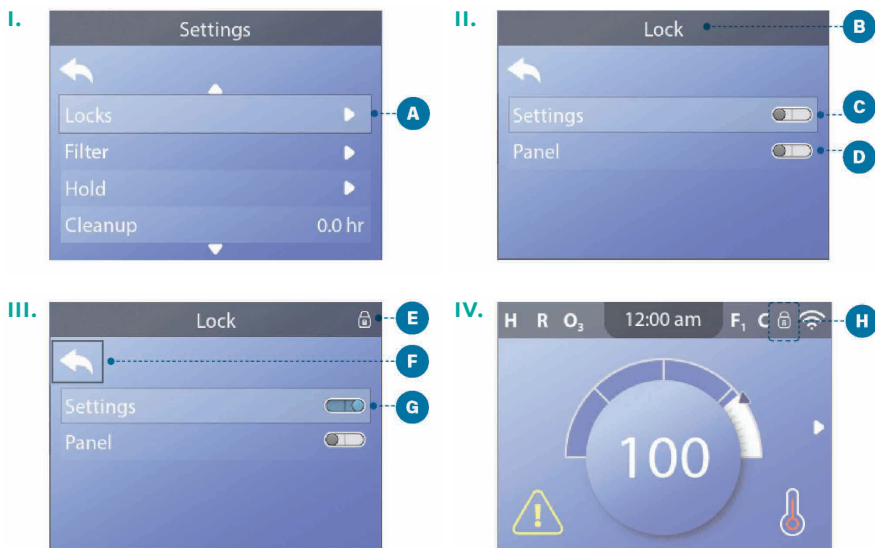 I.
Settings
Locks
A
Filter
Hold
Cleanup 0.0 hr
II.
Lock
B
Settings
C
Panel
D
III.
Lock
E
F
Settings
G
Panel
IV.
H R O₃ 12:00 am F₁ C
H
100